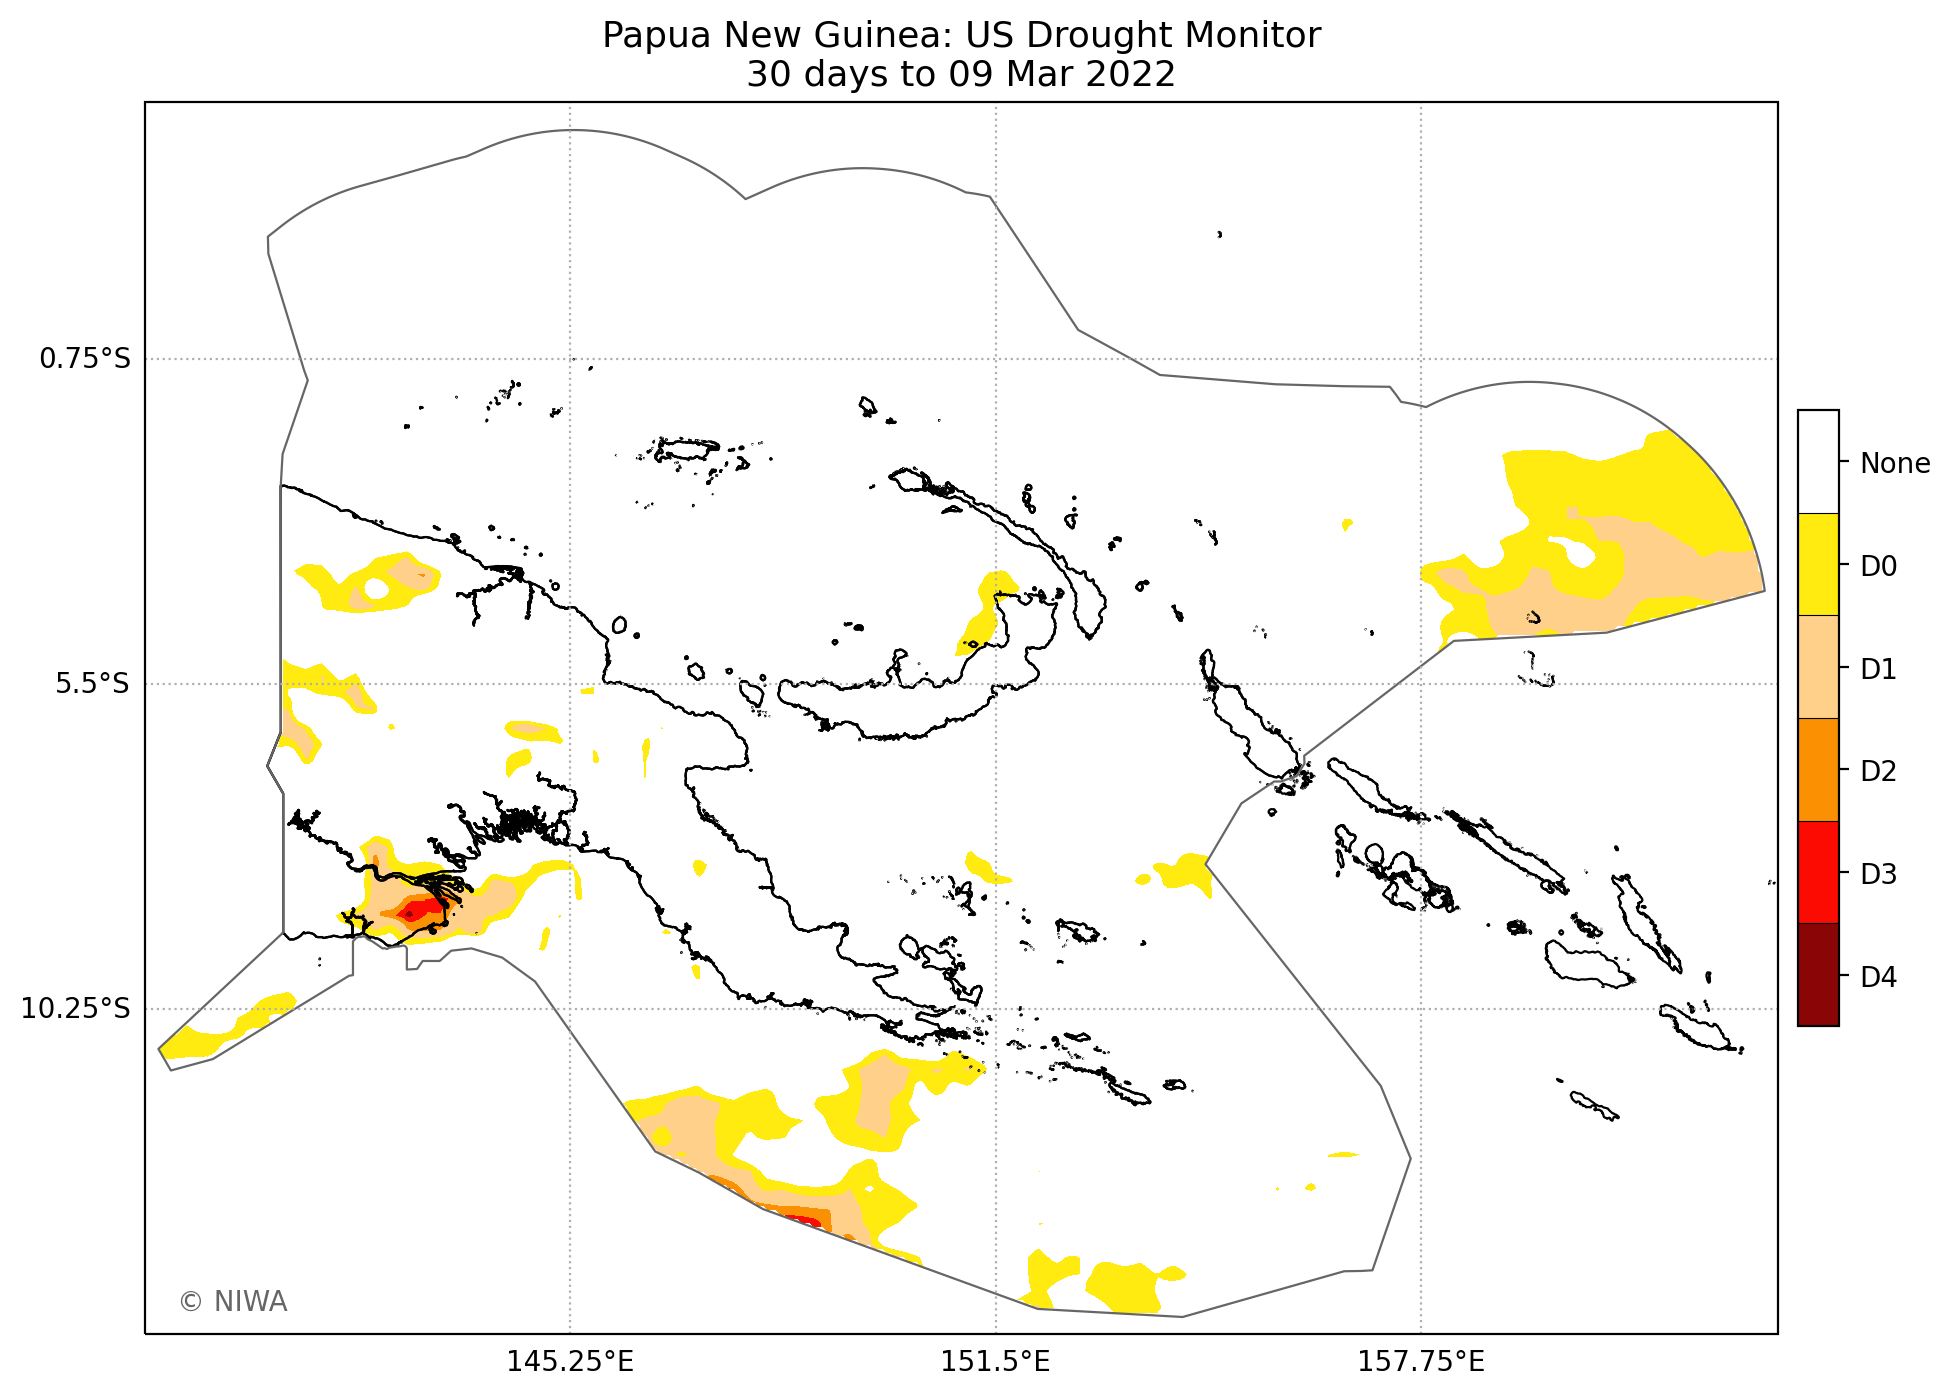 Papua New Guinea: US Drought Monitor
30 days to 09 Mar 2022
0.75°S
5.5°S
10.25°S
145.25°E
151.5°E
157.75°E
None
D0
D1
D2
D3
D4
© NIWA